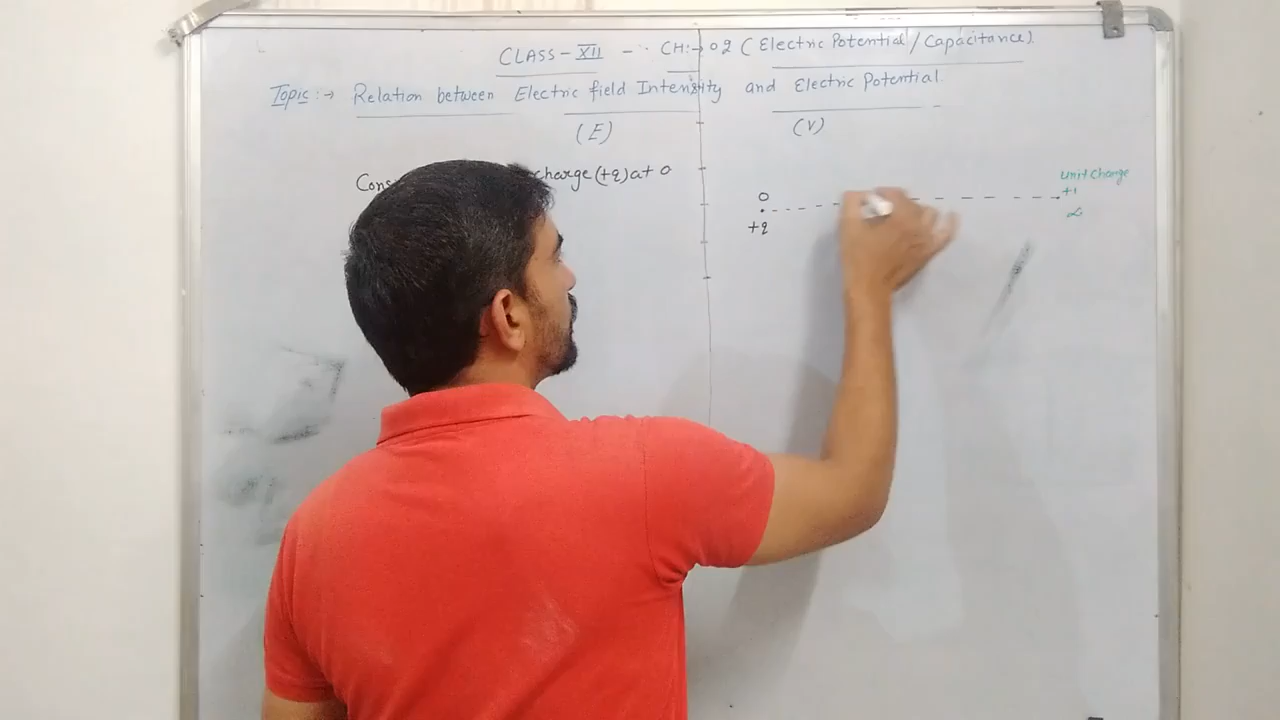 CLASS-XII - CH:→ 02 (Electric Potential / Capacitance).
Topic:→ Relation between Electric field Intensity and Electric Potential
(E) (V)
charge (+q) at O
Unit Charge
+1
O
∞
+q